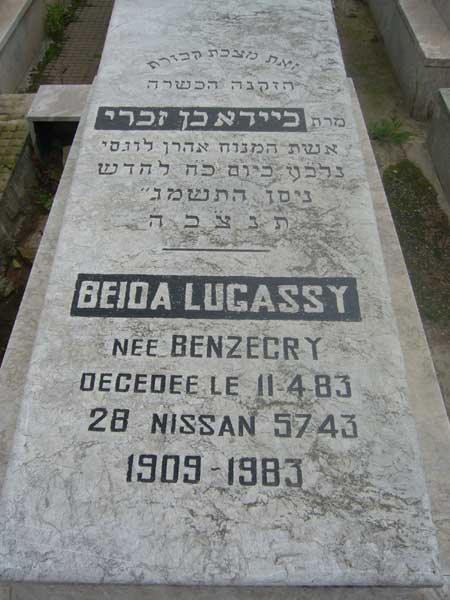 זאת מצבת קבורת
הזקנה הכשרה
מרת ביידא בן זכרי
אשת המנוח אהרן לוגסי
נלבע ביום כח לחדש
ניסן התשמג״
תנצבה
BEIDA LUGASSY
NEE BENZECRY
DECEDEE LE 11.4.83
28 NISSAN 5743
1909-1983